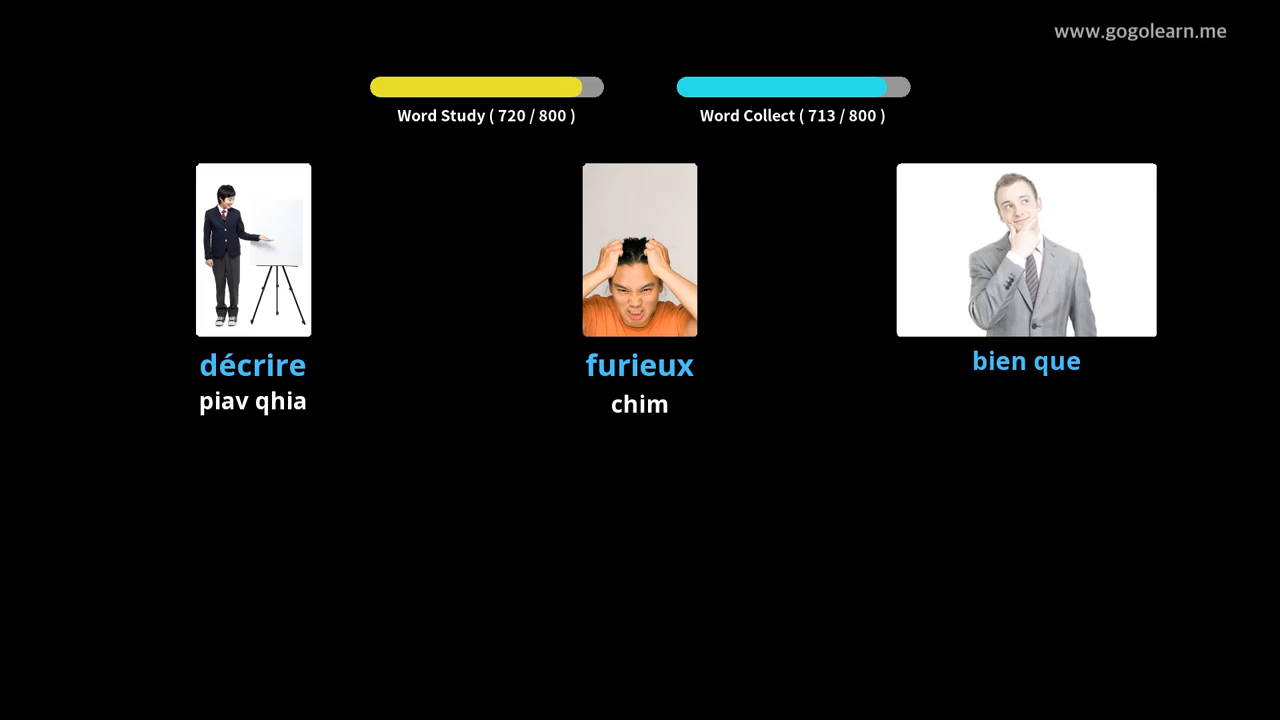 www.gogolearn.me
Word Study ( 720 / 800 )
Word Collect ( 713 / 800 )
décrire
piav qhia
furieux
chim
bien que